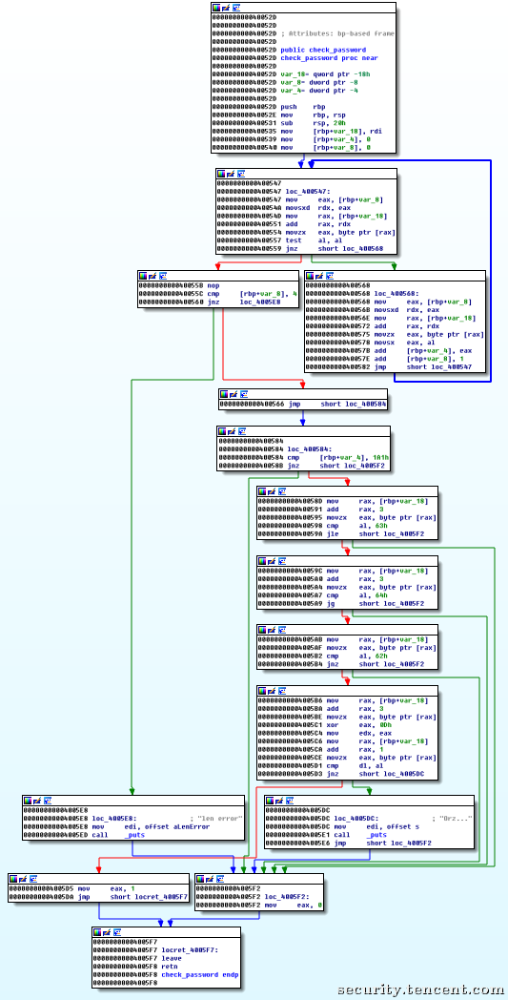 000000000040052D
000000000040052D
000000000040052D ; Attributes: bp-based frame
000000000040052D
000000000040052D public check_password
000000000040052D check_password proc near
000000000040052D
000000000040052D var_18= qword ptr -18h
000000000040052D var_8= dword ptr -8
000000000040052D var_4= dword ptr -4
000000000040052D
000000000040052D push rbp
000000000040052E mov rbp, rsp
0000000000400531 sub rsp, 20h
0000000000400535 mov [rbp+var_18], rdi
0000000000400539 mov [rbp+var_4], 0
0000000000400540 mov [rbp+var_8], 0
0000000000400547
0000000000400547 loc_400547:
0000000000400547 mov eax, [rbp+var_8]
000000000040054A movsxd rdx, eax
000000000040054D mov rax, [rbp+var_18]
0000000000400551 add rax, rdx
0000000000400554 movzx eax, byte ptr [rax]
0000000000400557 test al, al
0000000000400559 jnz short loc_400568
000000000040055B nop
000000000040055C cmp [rbp+var_8], 4
0000000000400560 jnz loc_4005E8
0000000000400568
0000000000400568 loc_400568:
0000000000400568 mov eax, [rbp+var_8]
000000000040056B movsxd rdx, eax
000000000040056E mov rax, [rbp+var_18]
0000000000400572 add rax, rdx
0000000000400575 movzx eax, byte ptr [rax]
0000000000400578 movsx eax, al
000000000040057B add [rbp+var_4], eax
000000000040057E add [rbp+var_8], 1
0000000000400582 jmp short loc_400547
0000000000400566 jmp short loc_400584
0000000000400584
0000000000400584 loc_400584:
0000000000400584 cmp [rbp+var_4], 1A1h
000000000040058B jnz short loc_4005F2
000000000040058D mov rax, [rbp+var_18]
0000000000400591 add rax, 3
0000000000400595 movzx eax, byte ptr [rax]
0000000000400598 cmp al, 63h
000000000040059A jle short loc_4005F2
000000000040059C mov rax, [rbp+var_18]
00000000004005A0 add rax, 3
00000000004005A4 movzx eax, byte ptr [rax]
00000000004005A7 cmp al, 64h
00000000004005A9 jg short loc_4005F2
00000000004005AB mov rax, [rbp+var_18]
00000000004005AF movzx eax, byte ptr [rax]
00000000004005B2 cmp al, 62h
00000000004005B4 jnz short loc_4005F2
00000000004005B6 mov rax, [rbp+var_18]
00000000004005BA add rax, 3
00000000004005BE movzx eax, byte ptr [rax]
00000000004005C1 xor eax, 0Dh
00000000004005C4 mov edx, eax
00000000004005C6 mov rax, [rbp+var_18]
00000000004005CA add rax, 1
00000000004005CE movzx eax, byte ptr [rax]
00000000004005D1 cmp dl, al
00000000004005D3 jnz short loc_4005DC
00000000004005E8
00000000004005E8 loc_4005E8: ; "len error"
00000000004005E8 mov edi, offset aLenError
00000000004005ED call _puts
00000000004005DC
00000000004005DC loc_4005DC: ; "Orz..."
00000000004005DC mov edi, offset s
00000000004005E1 call _puts
00000000004005E6 jmp short loc_4005F2
00000000004005D5 mov eax, 1
00000000004005DA jmp short locret_4005F7
00000000004005F2
00000000004005F2 loc_4005F2:
00000000004005F2 mov eax, 0
00000000004005F7
00000000004005F7 locret_4005F7:
00000000004005F7 leave
00000000004005F8 retn
00000000004005F8 check_password endp
00000000004005F8
security.tencent.com